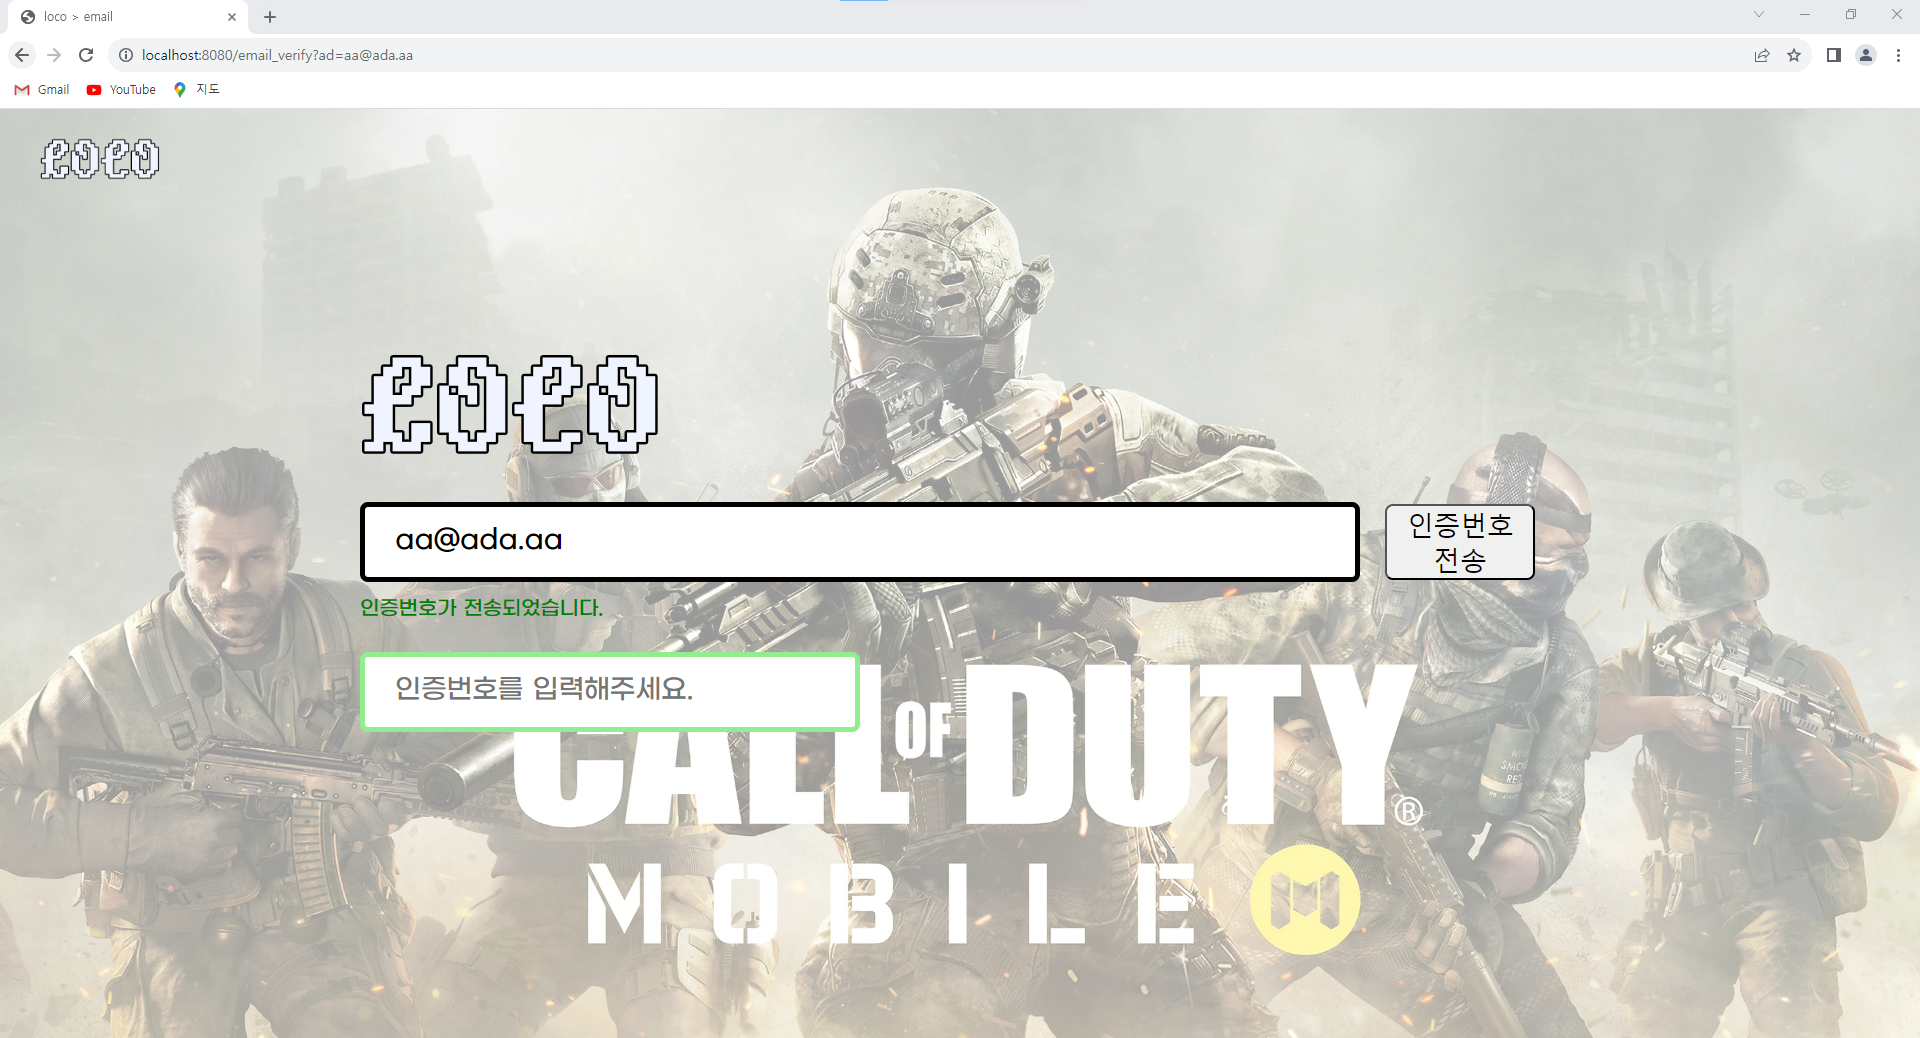 loco > email
localhost:8080/email_verify?ad=aa@ada.aa
Gmail
YouTube
지도
LOCO
LOCO
aa@ada.aa
인증번호
전송
인증번호가 전송되었습니다.
인증번호를 입력해주세요.
CALL OF DUTY®
MOBILE